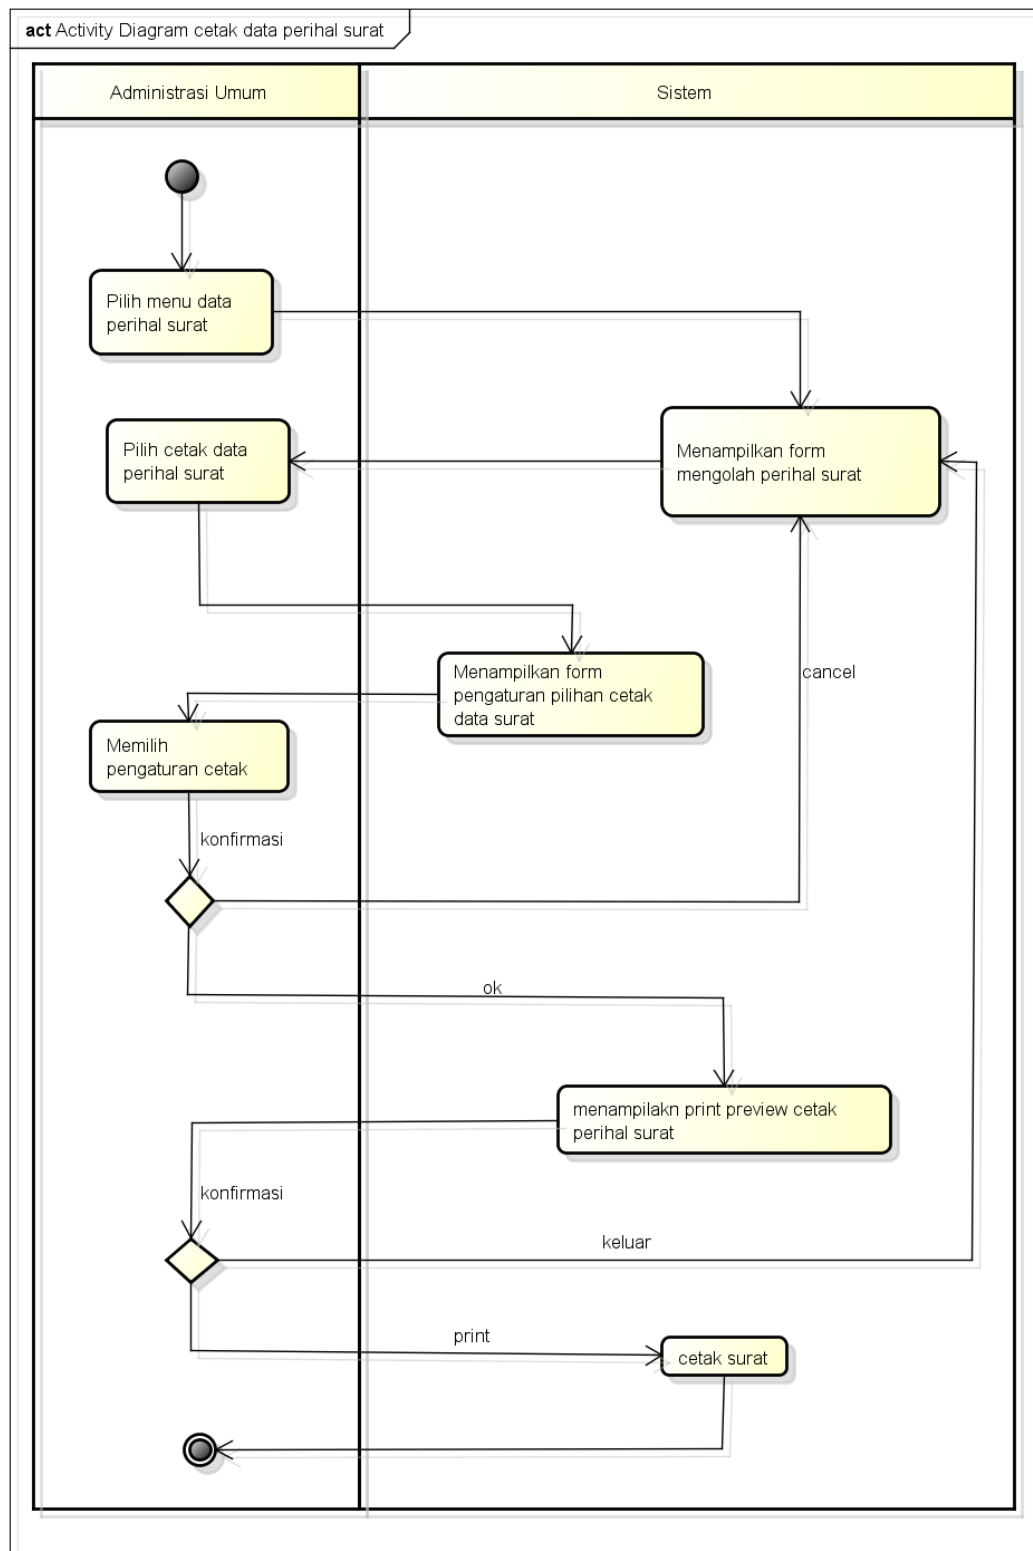 act Activity Diagram cetak data perihal surat
Administrasi Umum
Sistem
Pilih menu data
perihal surat
Menampilkan form
mengolah perihal surat
Pilih cetak data
perihal surat
Menampilkan form
pengaturan pilihan cetak
data surat
cancel
Memilih
pengaturan cetak
konfirmasi
ok
menampilakn print preview cetak
perihal surat
konfirmasi
keluar
print
cetak surat